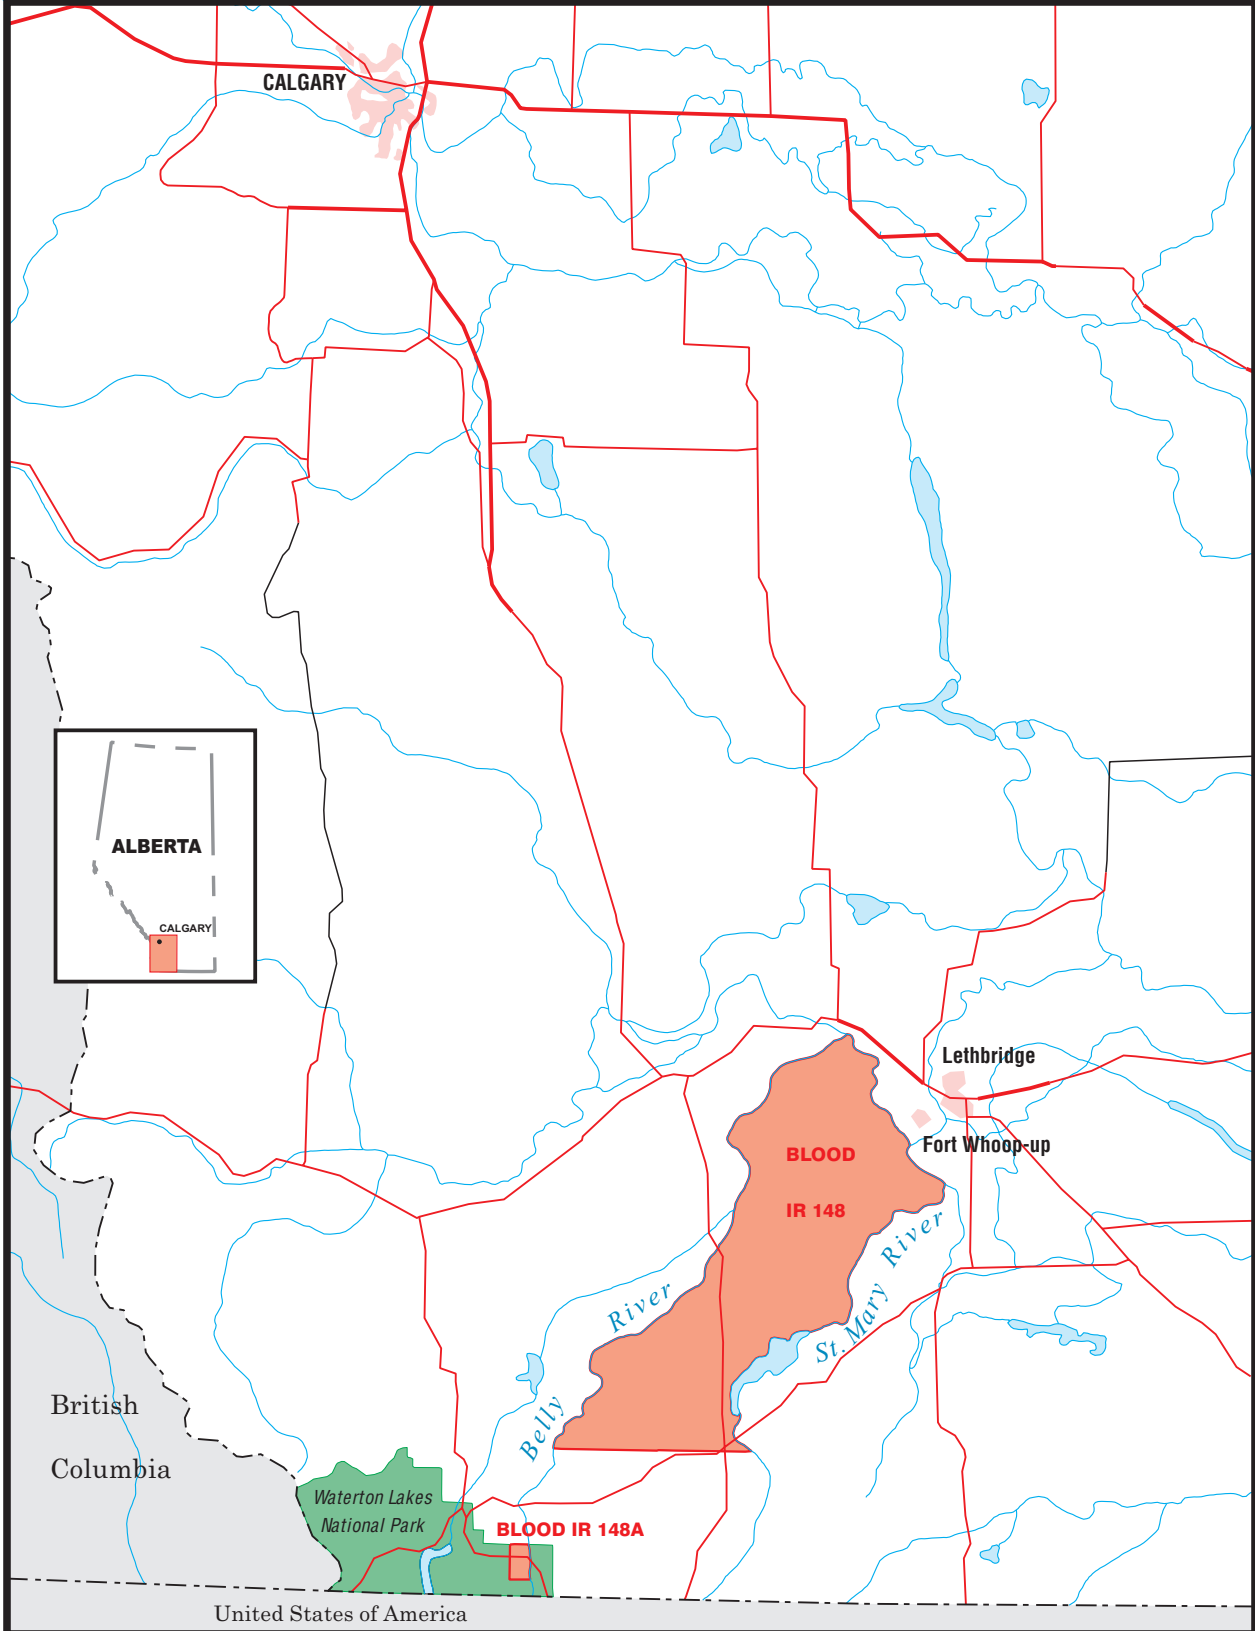 CALGARY
ALBERTA
CALGARY
Lethbridge
Fort Whoop-up
BLOOD
IR 148
River
River
St. Mary
Belly
British
Columbia
Waterton Lakes
National Park
BLOOD IR 148A
United States of America